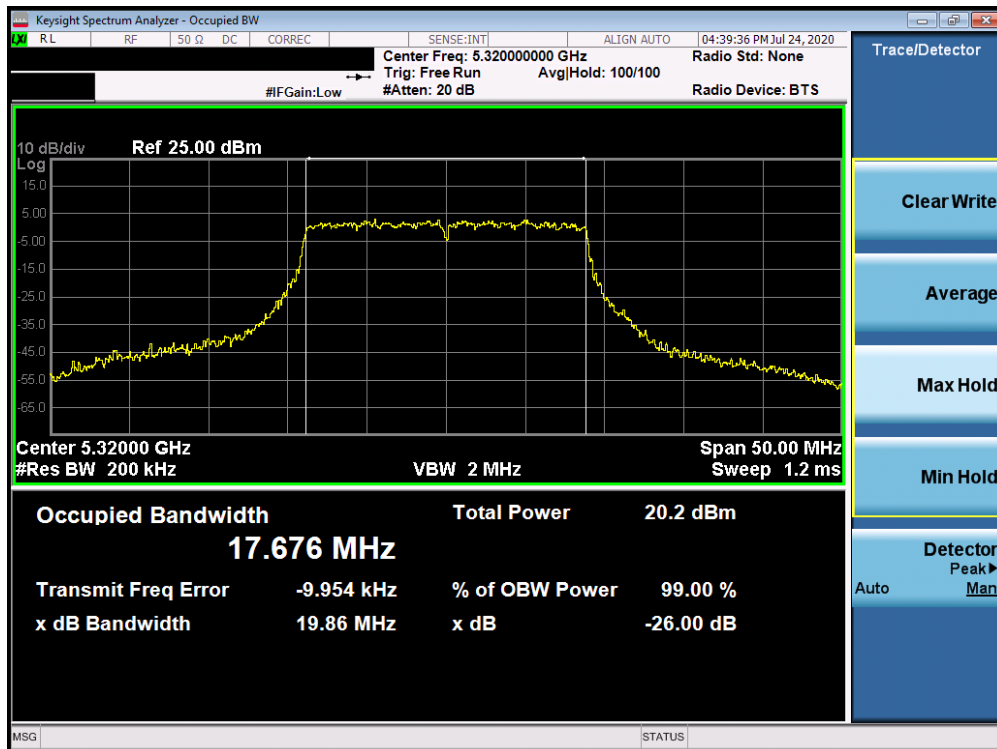 Keysight Spectrum Analyzer - Occupied BW
LXI RL RF 50 Ω DC CORREC SENSE:INT ALIGN AUTO 04:39:36 PM Jul 24, 2020
Center Freq: 5.320000000 GHz Radio Std: None
Trig: Free Run Avg|Hold: 100/100
#IFGain:Low #Atten: 20 dB Radio Device: BTS
Trace/Detector
10 dB/div Ref 25.00 dBm
Log
15.0
5.00
-5.00
-15.0
-25.0
-35.0
-45.0
-55.0
-65.0
Center 5.32000 GHz Span 50.00 MHz
#Res BW 200 kHz VBW 2 MHz Sweep 1.2 ms
Occupied Bandwidth Total Power 20.2 dBm
17.676 MHz
Transmit Freq Error -9.954 kHz % of OBW Power 99.00 %
x dB Bandwidth 19.86 MHz x dB -26.00 dB
Clear Write
Average
Max Hold
Min Hold
Detector
Peak▶
Auto Man
MSG STATUS